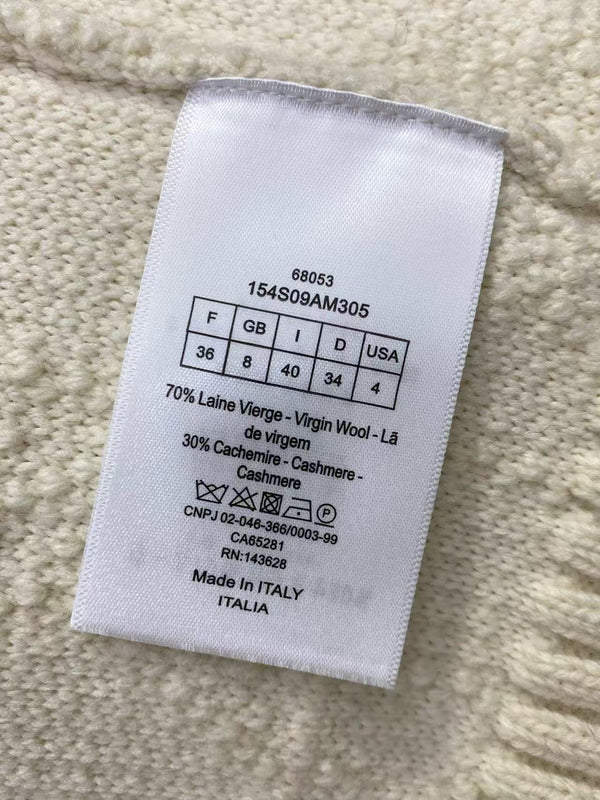 68053
154S09AM305
F GB I D USA
36 8 40 34 4
70% Laine Vierge - Virgin Wool - Lã
de virgem
30% Cachemire - Cashmere -
Cashmere
P
CNPJ 02-046-366/0003-99
CA65281
RN:143628
Made In ITALY
ITALIA